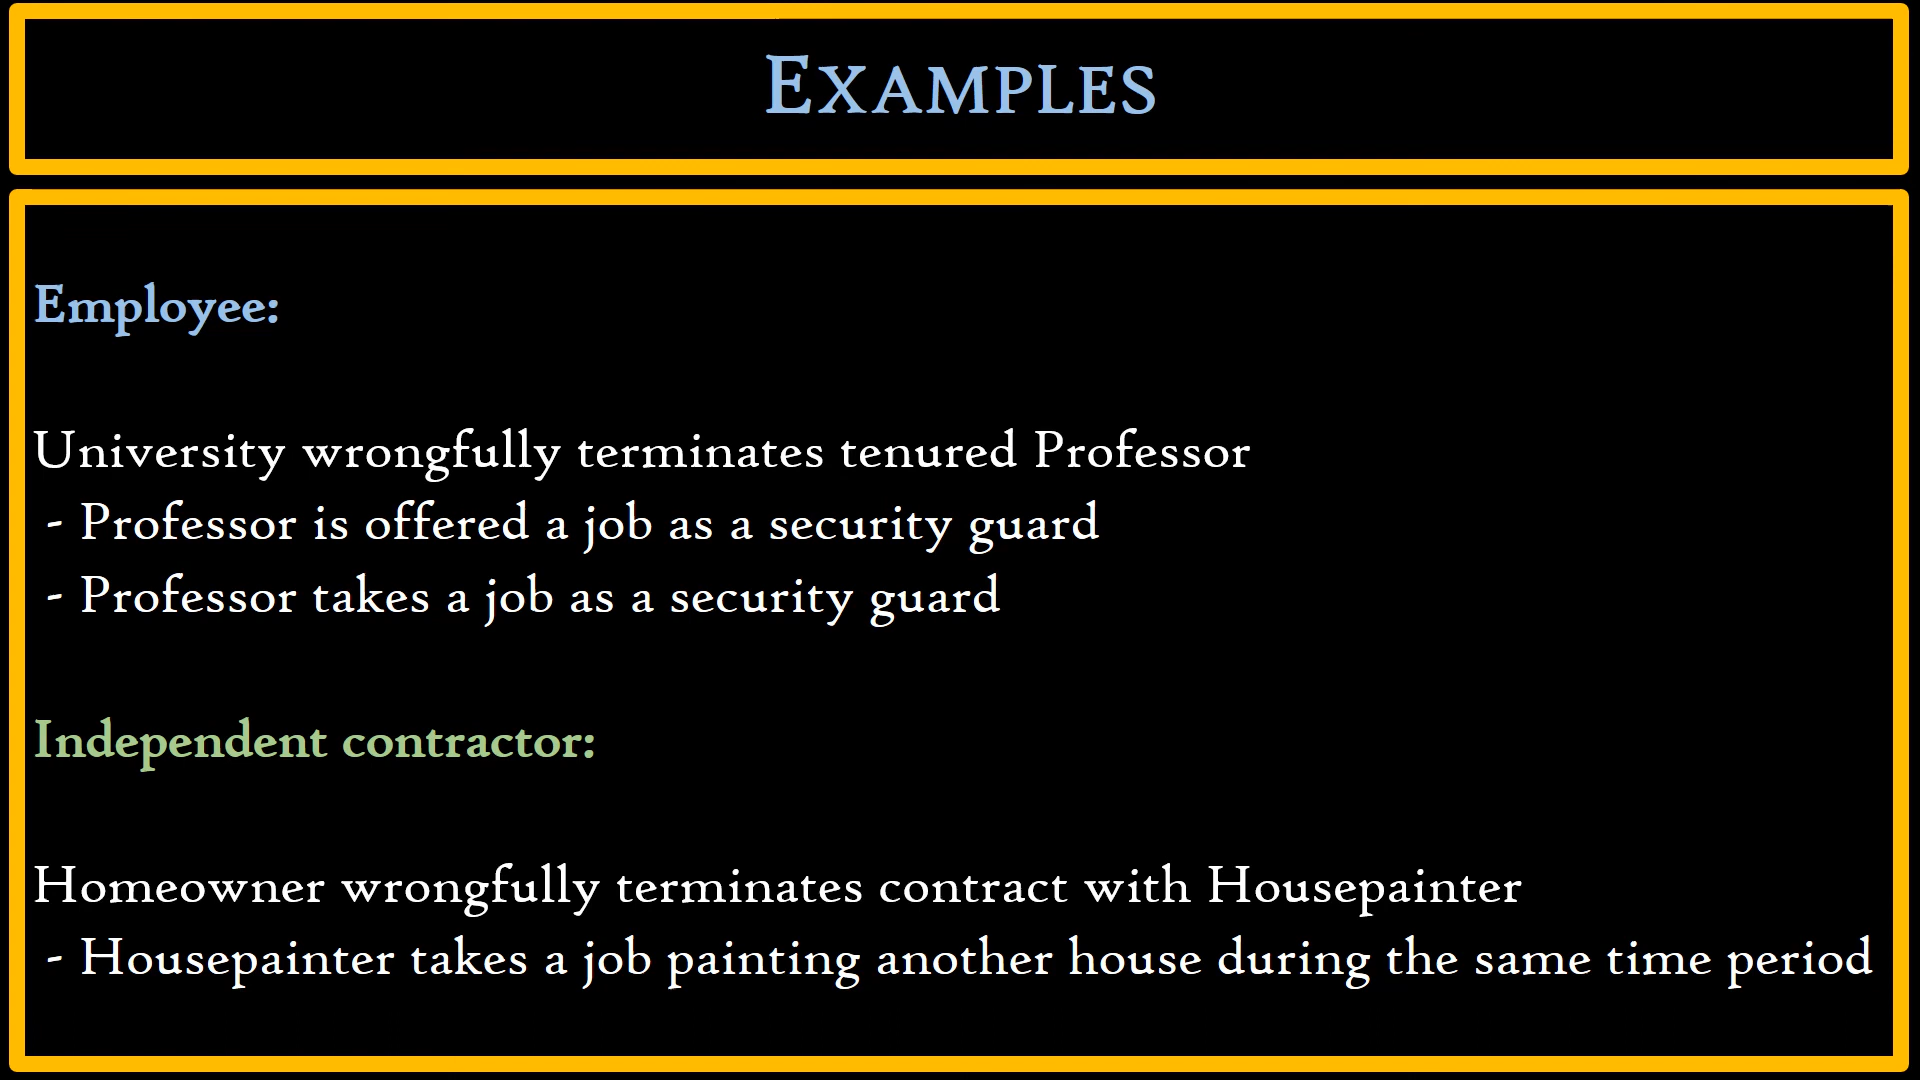 Examples
Employee:
University wrongfully terminates tenured Professor
- Professor is offered a job as a security guard
- Professor takes a job as a security guard
Independent contractor:
Homeowner wrongfully terminates contract with Housepainter
- Housepainter takes a job painting another house during the same time period